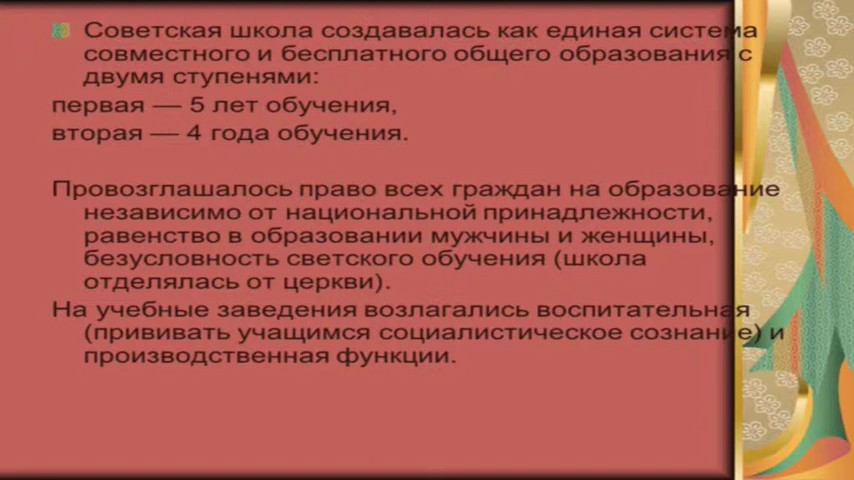 Советская школа создавалась как единая система
совместного и бесплатного общего образования с
двумя ступенями:
первая — 5 лет обучения,
вторая — 4 года обучения.
Провозглашалось право всех граждан на образование
независимо от национальной принадлежности,
равенство в образовании мужчины и женщины,
безусловность светского обучения (школа
отделялась от церкви).
На учебные заведения возлагались воспитательная
(прививать учащимся социалистическое сознание) и
производственная функции.